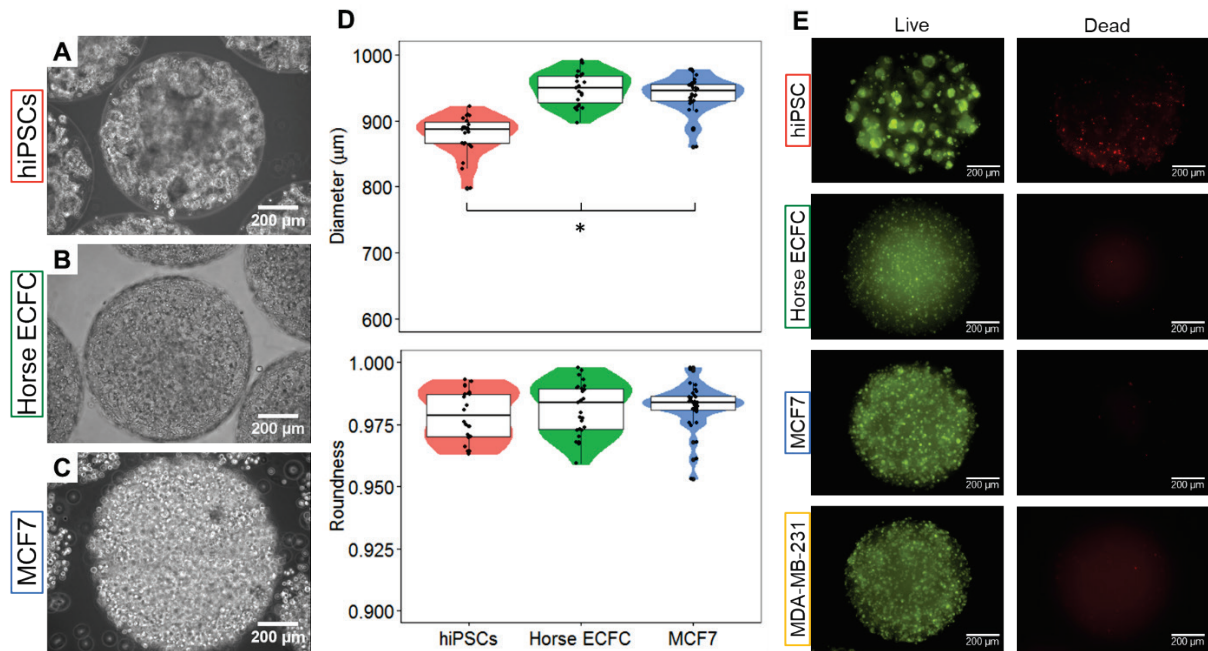 A
hiPSCs
200 µm
B
Horse ECFC
200 µm
C
MCF7
200 µm
D
1000
900
800
700
600
Diameter (µm)
*
1.000
0.975
0.950
0.925
0.900
Roundness
hiPSCs Horse ECFC MCF7
E
Live Dead
hiPSC
200 µm 200 µm
Horse ECFC
200 µm 200 µm
MCF7
200 µm 200 µm
MDA-MB-231
200 µm 200 µm